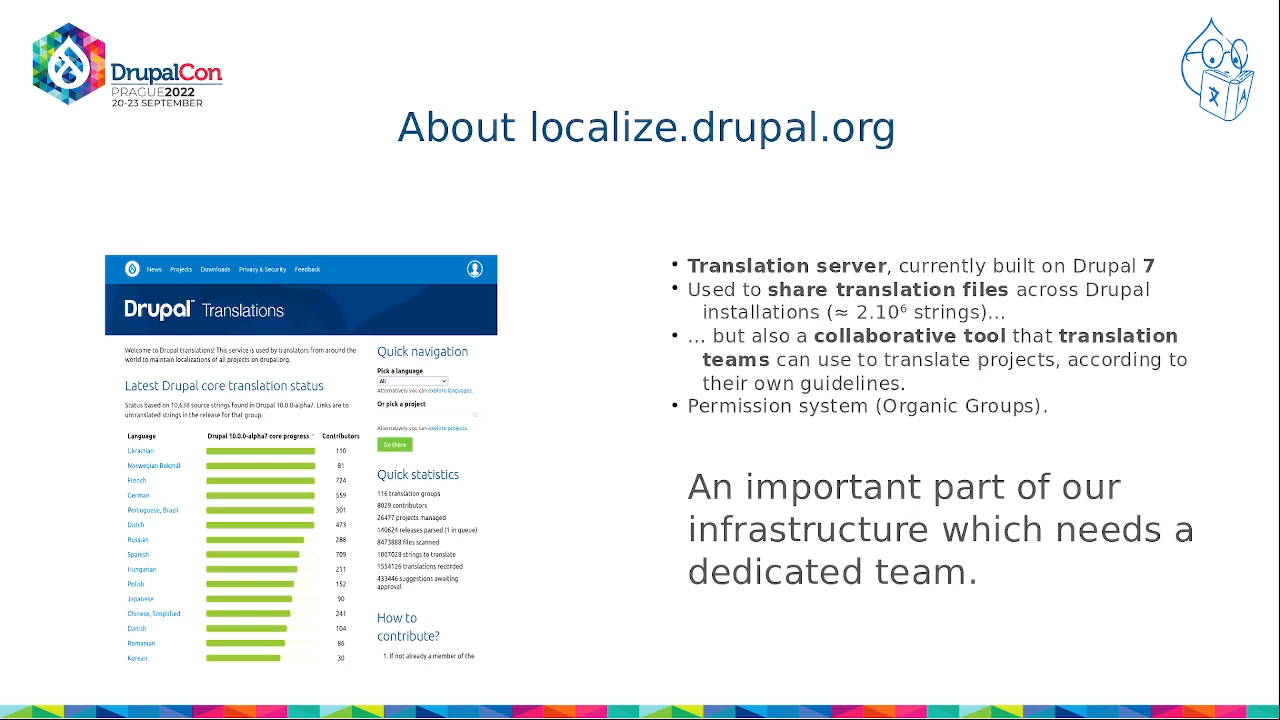 DrupalCon
PRAGUE2022
20-23 SEPTEMBER
About localize.drupal.org
News Projects Downloads Privacy & Security Feedback
Drupal™ Translations
Welcome to Drupal translations! This service is used by translators from around the
world to maintain localizations of all projects on drupal.org.
Latest Drupal core translation status
Status based on 10,638 source strings found in Drupal 10.0.0-alpha7. Links are to
untranslated strings in the release for that group.
Language Drupal 10.0.0-alpha7 core progress Contributors
Ukrainian 110
Norwegian Bokmål 81
French 724
German 559
Portuguese, Brazil 301
Dutch 473
Russian 288
Spanish 709
Hungarian 211
Polish 152
Japanese 90
Chinese, Simplified 241
Danish 104
Romanian 86
Korean 30
Quick navigation
Pick a language
All
Alternatively you can explore languages.
Or pick a project
Alternatively you can explore projects.
Go there
Quick statistics
116 translation groups
8029 contributors
26477 projects managed
140624 releases parsed (1 in queue)
8473888 files scanned
1007028 strings to translate
1554126 translations recorded
433446 suggestions awaiting
approval
How to
contribute?
1. If not already a member of the
• Translation server, currently built on Drupal 7
• Used to share translation files across Drupal
installations (≈ 2.10⁶ strings)...
• ... but also a collaborative tool that translation
teams can use to translate projects, according to
their own guidelines.
• Permission system (Organic Groups).
An important part of our
infrastructure which needs a
dedicated team.